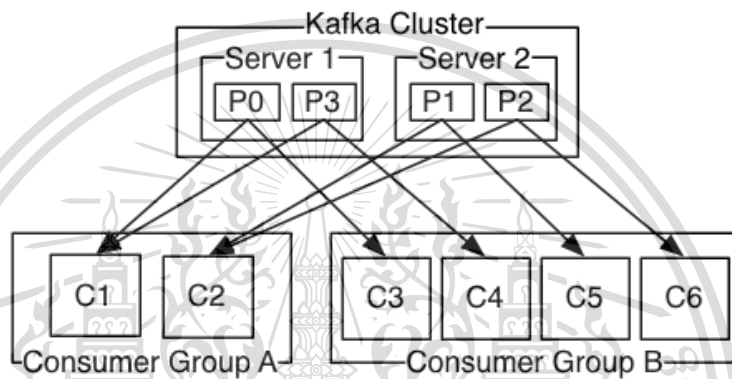 Kafka Cluster
Server 1 Server 2
P0 P3 P1 P2
C1 C2 C3 C4 C5 C6
Consumer Group A Consumer Group B